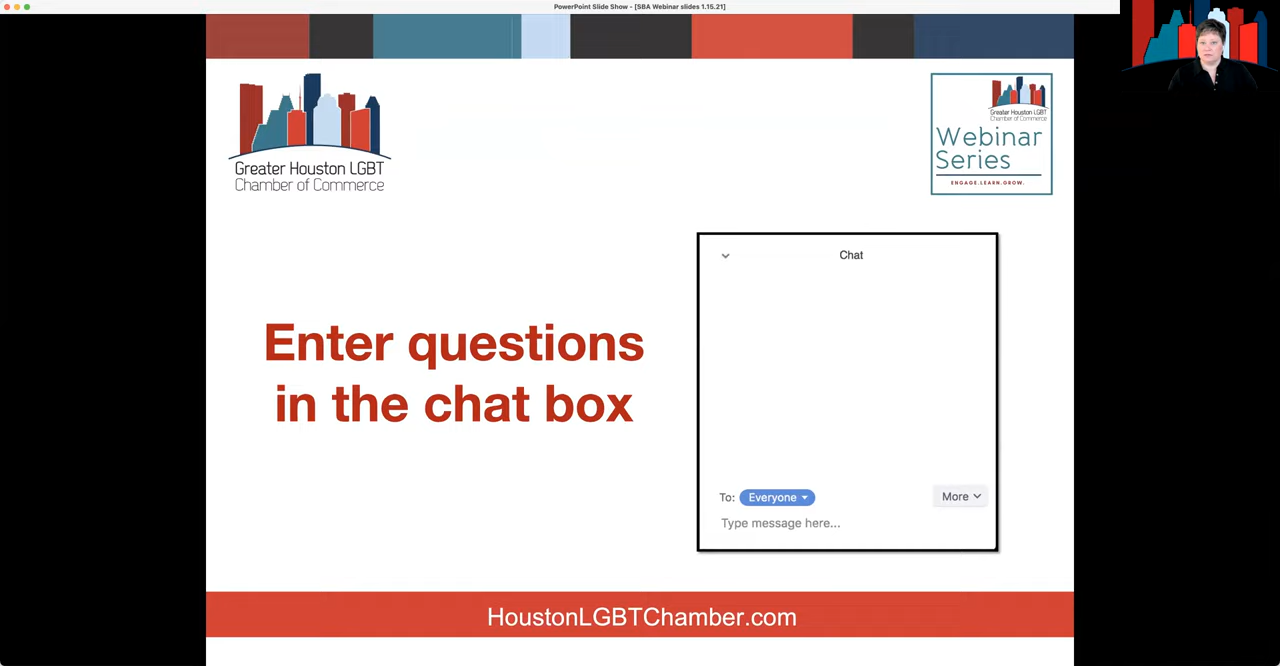 PowerPoint Slide Show - [SBA Webinar slides 1.15.21]
Greater Houston LGBT
Chamber of Commerce
Greater Houston LGBT
Chamber of Commerce
Webinar
Series
ENGAGE.LEARN.GROW.
Chat
Enter questions
in the chat box
To: Everyone
More
Type message here...
HoustonLGBTChamber.com